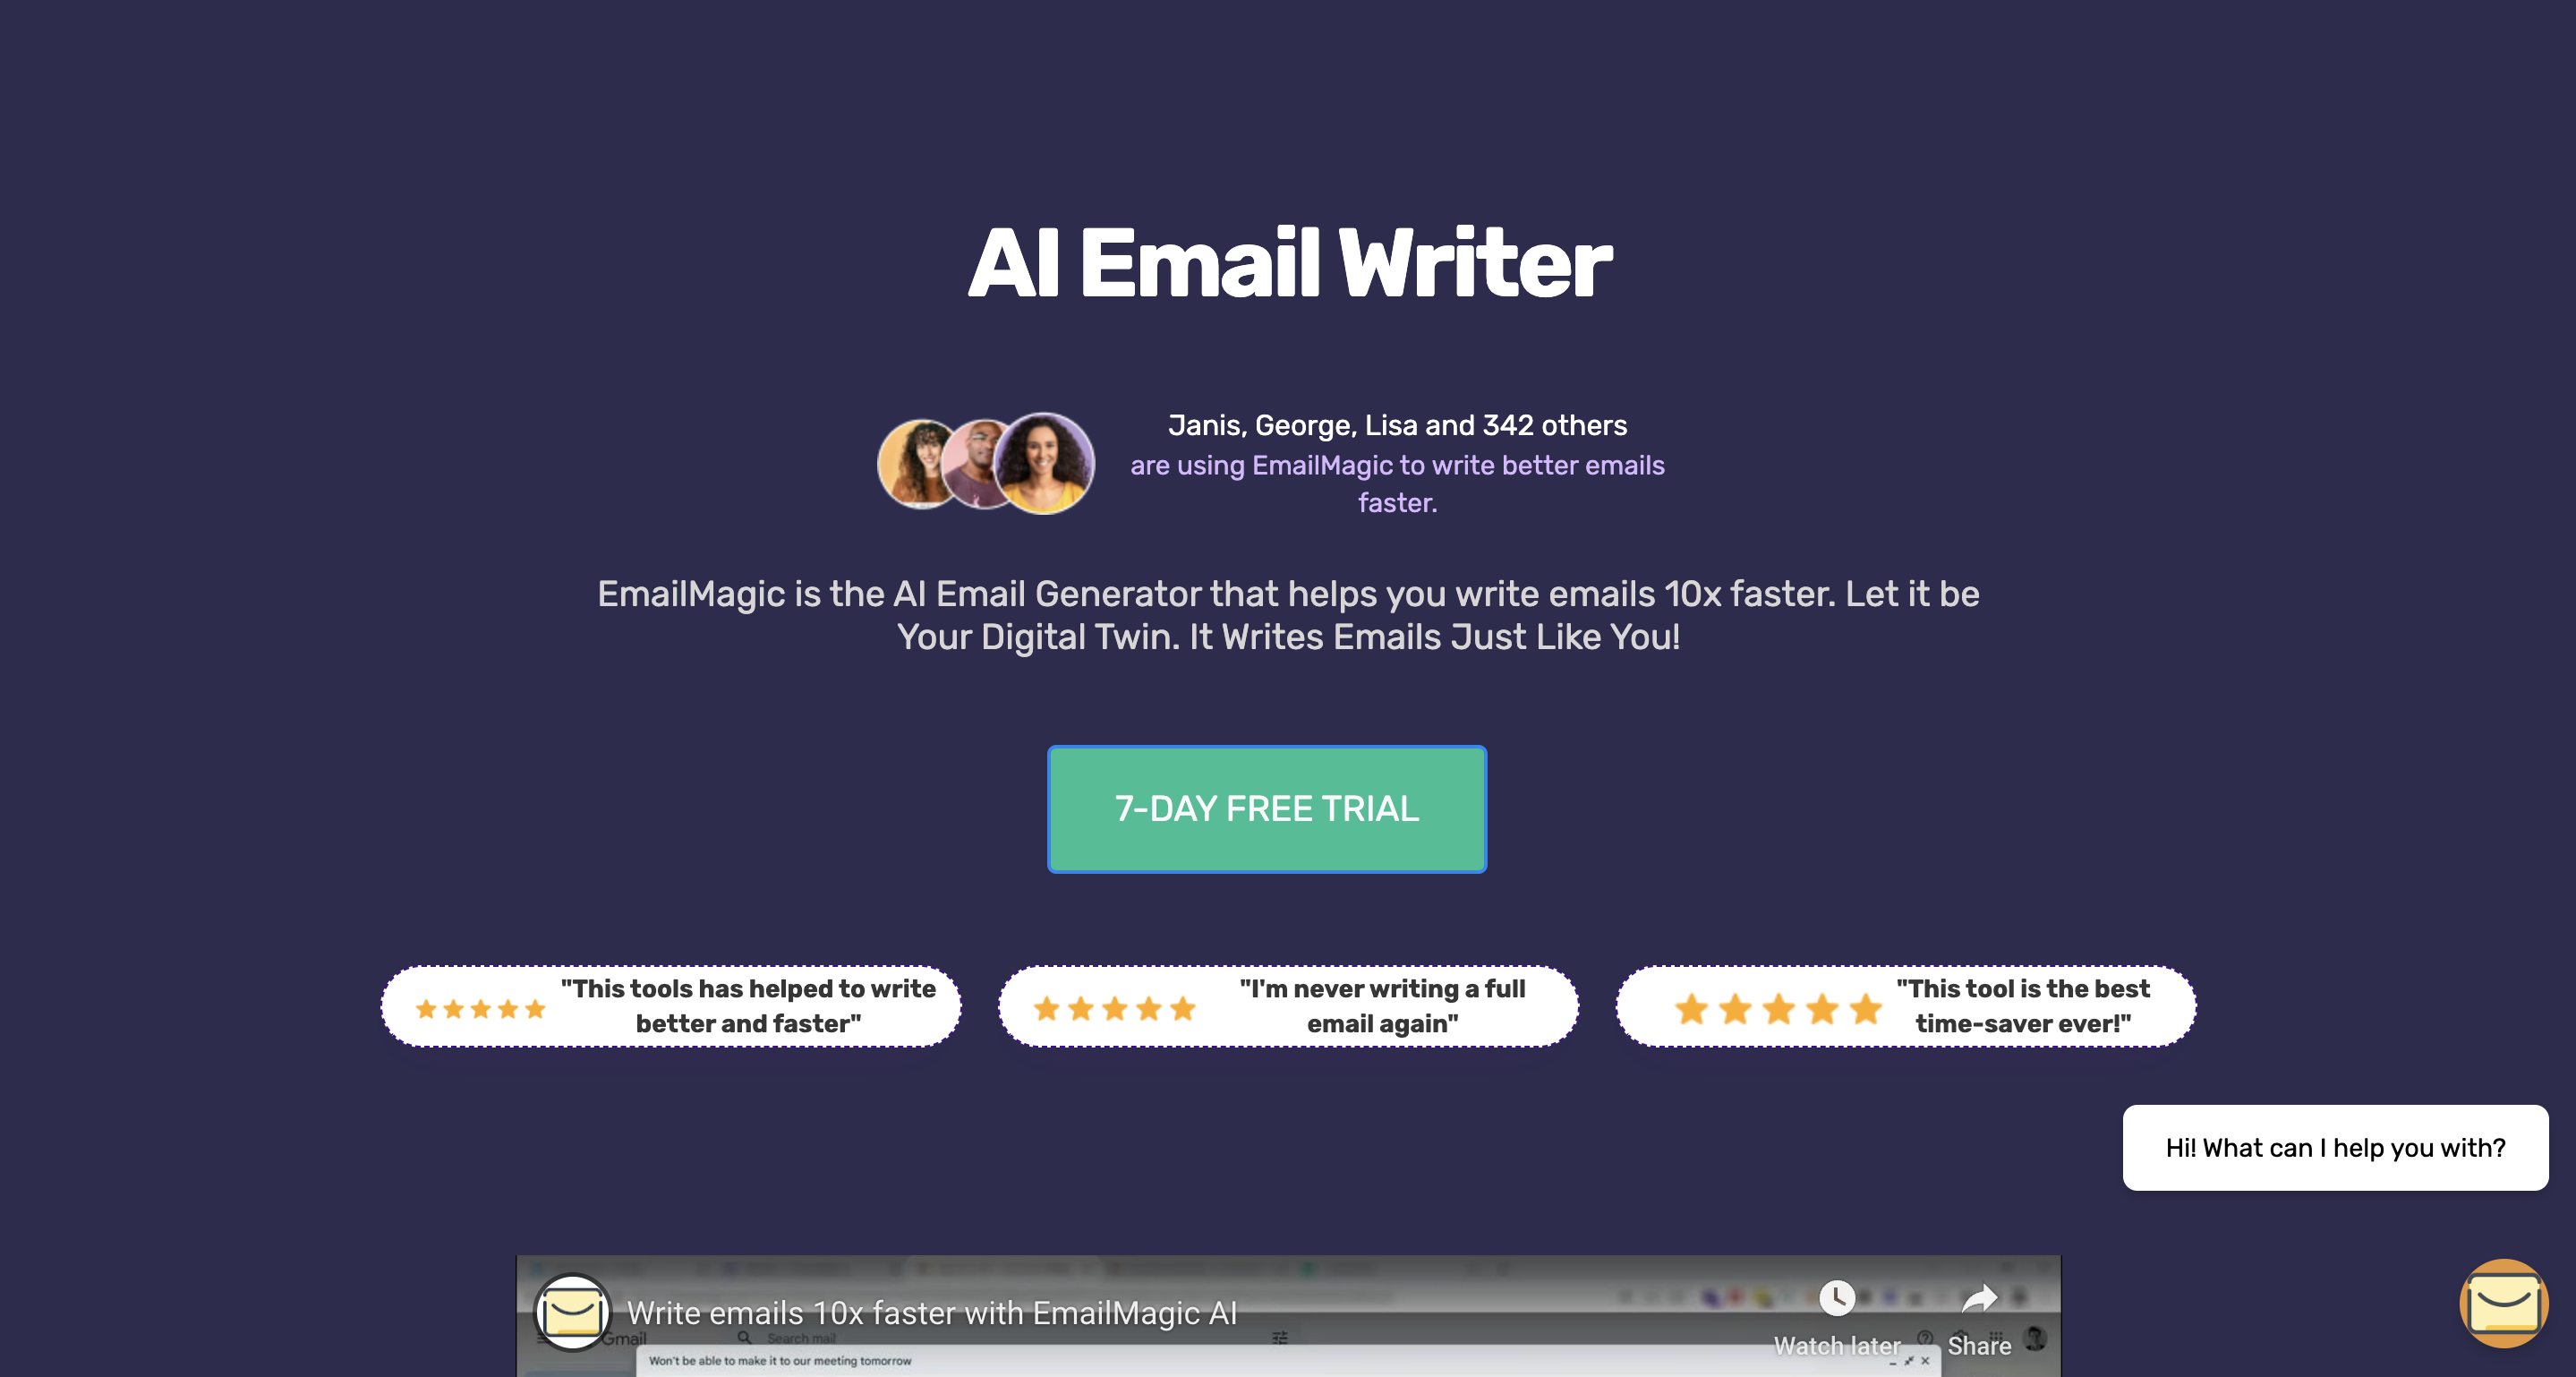 AI Email Writer
Janis, George, Lisa and 342 others
are using EmailMagic to write better emails
faster.
EmailMagic is the AI Email Generator that helps you write emails 10x faster. Let it be
Your Digital Twin. It Writes Emails Just Like You!
7-DAY FREE TRIAL
"This tools has helped to write
better and faster"
"I'm never writing a full
email again"
"This tool is the best
time-saver ever!"
Hi! What can I help you with?
Write emails 10x faster with EmailMagic AI
Watch later
Share
Gmail
Search mail
Won't be able to make it to our meeting tomorrow